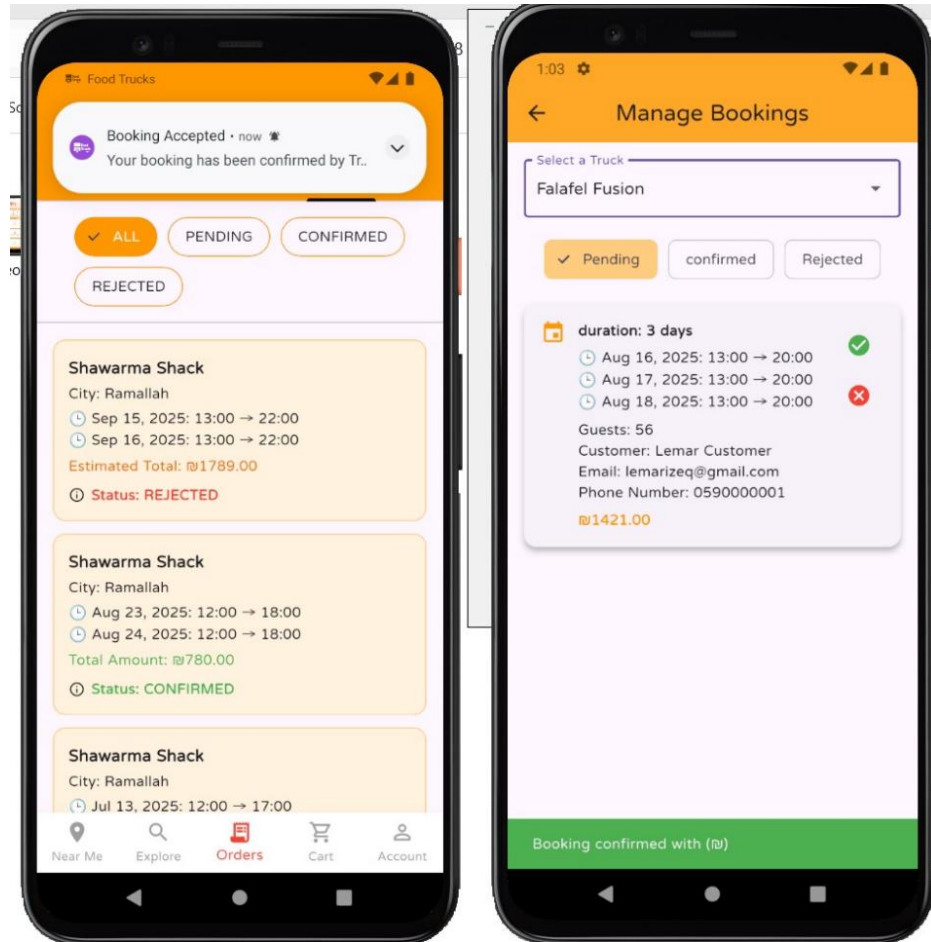 Food Trucks
Booking Accepted • now
Your booking has been confirmed by Tr..
ALL
PENDING
CONFIRMED
REJECTED
Shawarma Shack
City: Ramallah
Sep 15, 2025: 13:00 → 22:00
Sep 16, 2025: 13:00 → 22:00
Estimated Total: ₪1789.00
Status: REJECTED
Shawarma Shack
City: Ramallah
Aug 23, 2025: 12:00 → 18:00
Aug 24, 2025: 12:00 → 18:00
Total Amount: ₪780.00
Status: CONFIRMED
Shawarma Shack
City: Ramallah
Jul 13, 2025: 12:00 → 17:00
Near Me
Explore
Orders
Cart
Account
8
1:03
Manage Bookings
Select a Truck
Falafel Fusion
Pending
confirmed
Rejected
duration: 3 days
Aug 16, 2025: 13:00 → 20:00
Aug 17, 2025: 13:00 → 20:00
Aug 18, 2025: 13:00 → 20:00
Guests: 56
Customer: Lemar Customer
Email: lemarizeq@gmail.com
Phone Number: 0590000001
₪1421.00
Booking confirmed with (₪)